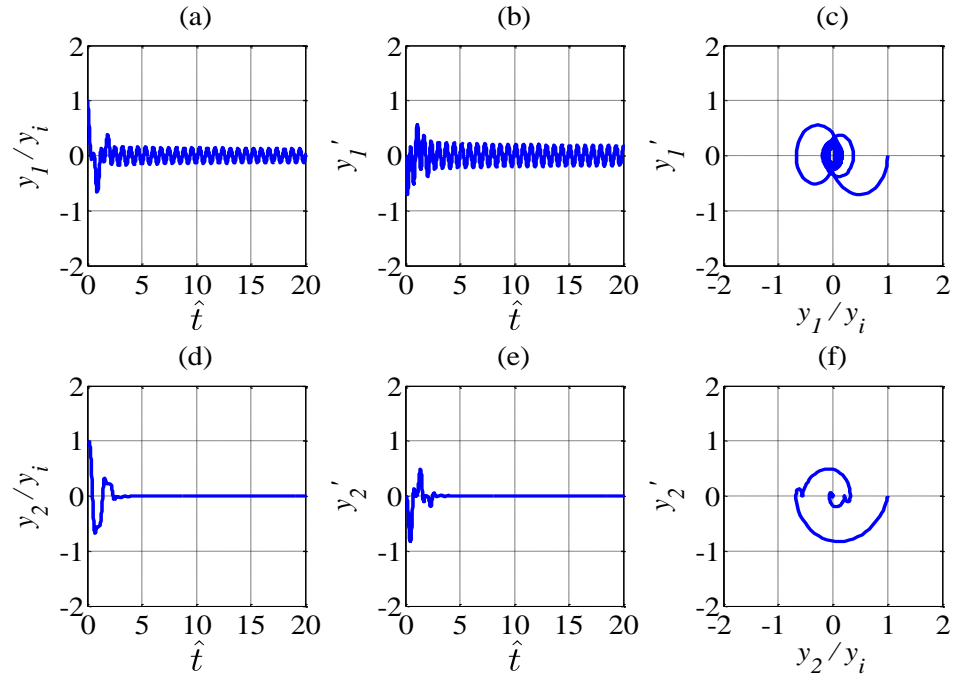 (a) (b) (c)
2 2 2
1 1 1
0 0 0
-1 -1 -1
-2 -2 -2
0 5 10 15 20 0 5 10 15 20 -2 -1 0 1 2
y₁/yᵢ y₁' y₁'
t̂ t̂ y₁/yᵢ
(d) (e) (f)
2 2 2
1 1 1
0 0 0
-1 -1 -1
-2 -2 -2
0 5 10 15 20 0 5 10 15 20 -2 -1 0 1 2
y₂/yᵢ y₂' y₂'
t̂ t̂ y₂/yᵢ